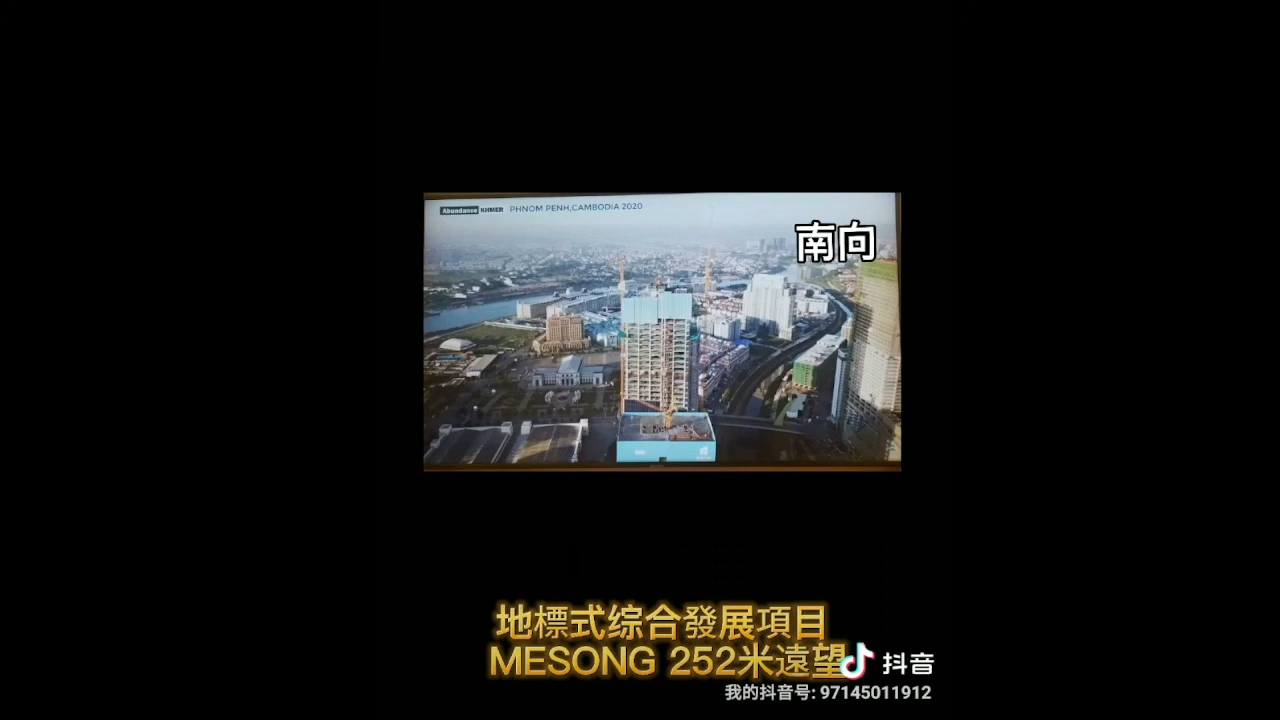 Abundance KHMER PHNOM PENH,CAMBODIA 2020
南向
地標式综合發展項目
MESONG 252米遠望
抖音
我的抖音号: 97145011912